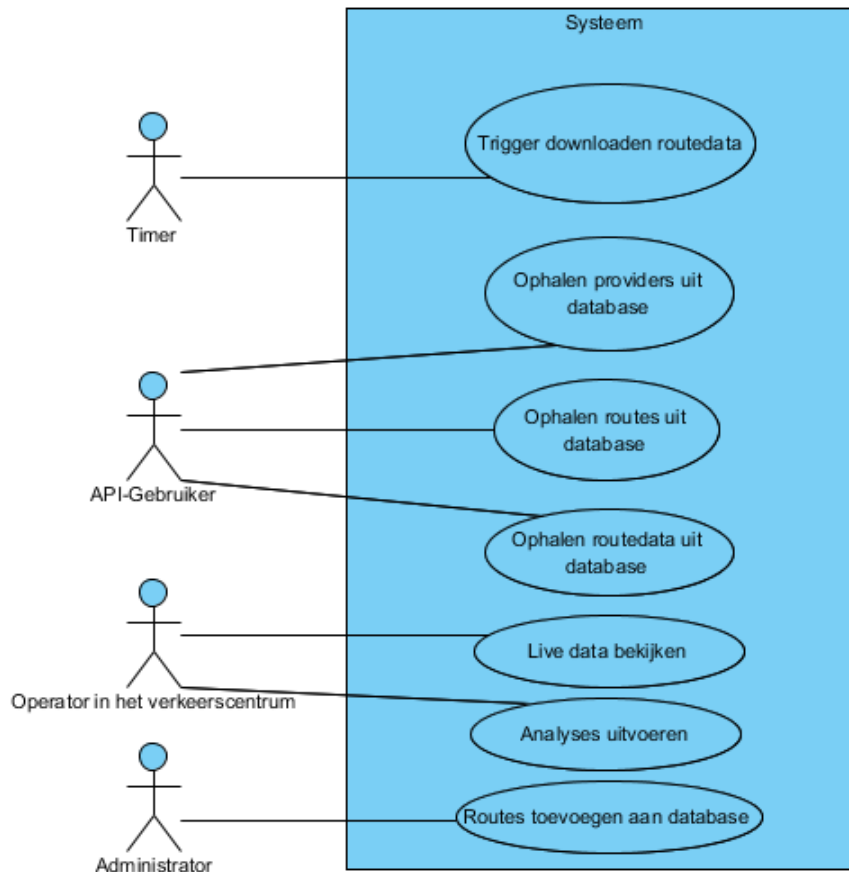 Systeem
Trigger downloaden routedata
Timer
Ophalen providers uit
database
Ophalen routes uit
database
API-Gebruiker
Ophalen routedata uit
database
Live data bekijken
Operator in het verkeerscentrum
Analyses uitvoeren
Routes toevoegen aan database
Administrator